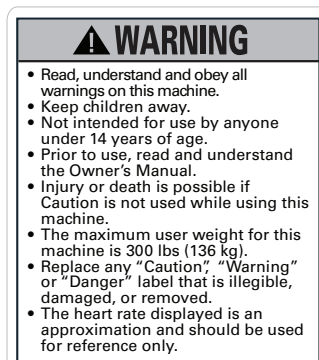 WARNING
• Read, understand and obey all
warnings on this machine.
• Keep children away.
• Not intended for use by anyone
under 14 years of age.
• Prior to use, read and understand
the Owner's Manual.
• Injury or death is possible if
Caution is not used while using this
machine.
• The maximum user weight for this
machine is 300 lbs (136 kg).
• Replace any “Caution”, “Warning”
or “Danger” label that is illegible,
damaged, or removed.
• The heart rate displayed is an
approximation and should be used
for reference only.